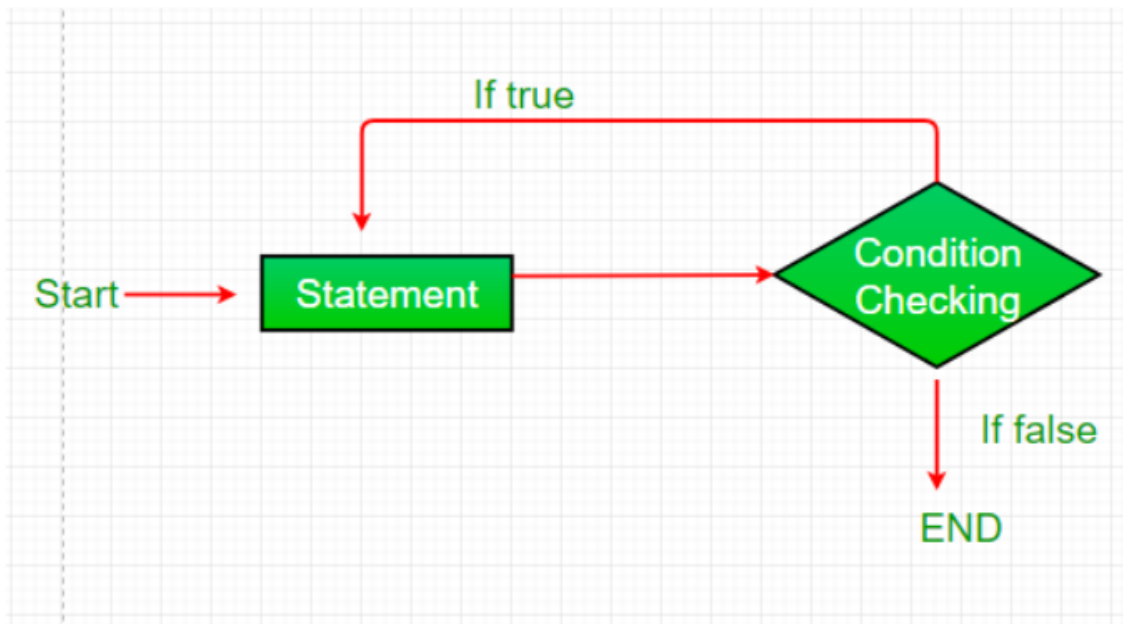 If true
Start
Statement
Condition
Checking
If false
END